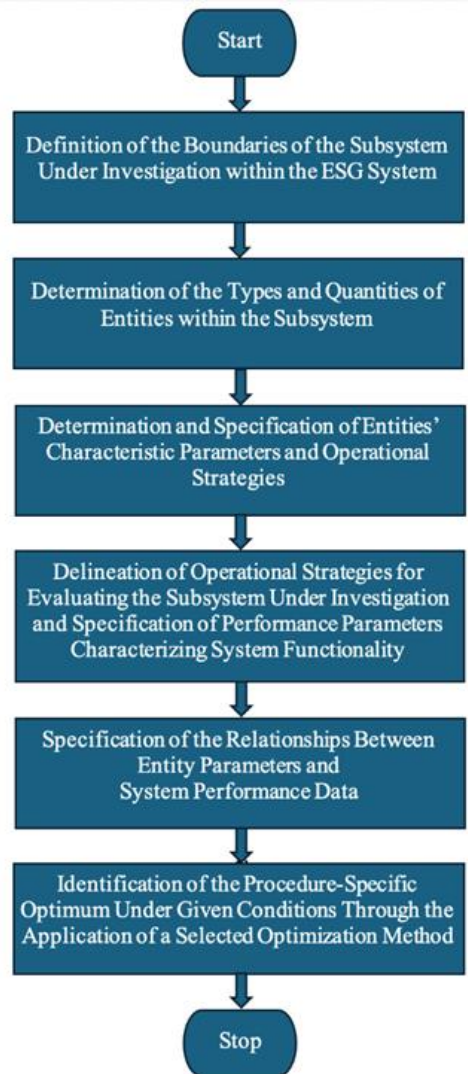 Start
Definition of the Boundaries of the Subsystem
Under Investigation within the ESG System
Determination of the Types and Quantities of
Entities within the Subsystem
Determination and Specification of Entities’
Characteristic Parameters and Operational
Strategies
Delineation of Operational Strategies for
Evaluating the Subsystem Under Investigation
and Specification of Performance Parameters
Characterizing System Functionality
Specification of the Relationships Between
Entity Parameters and
System Performance Data
Identification of the Procedure-Specific
Optimum Under Given Conditions Through the
Application of a Selected Optimization Method
Stop